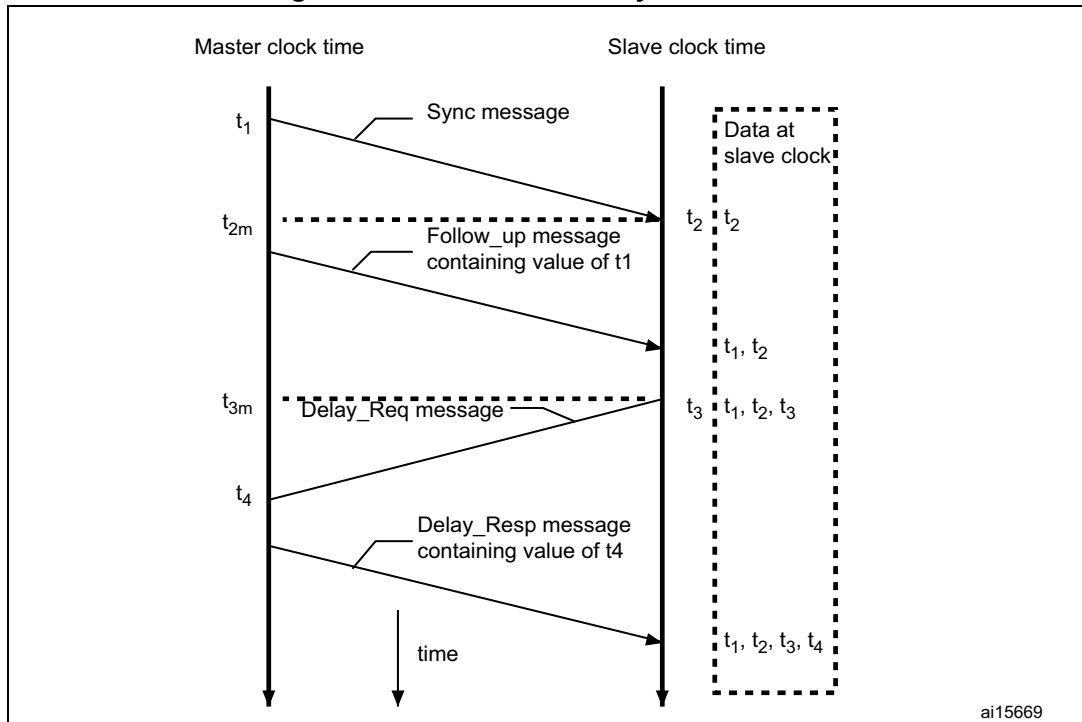 Master clock time
Slave clock time
t1
Sync message
Data at
slave clock
t2m
t2
t2
Follow_up message
containing value of t1
t1, t2
t3m
Delay_Req message
t3
t1, t2, t3
t4
Delay_Resp message
containing value of t4
t1, t2, t3, t4
time
ai15669